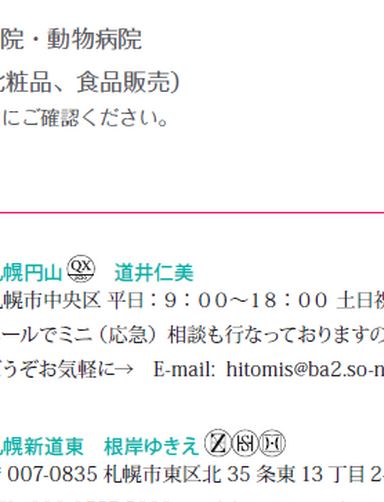 院・動物病院
化粧品、食品販売）
にご確認ください。
札幌円山 QX 道井仁美
札幌市中央区 平日：９：００〜１８：００ 土日祝
ールでミニ（応急）相談も行なっておりますの
どうぞお気軽に→ E-mail: hitomis@ba2.so-n
札幌新道東 根岸ゆきえ Z
〒007-0835 札幌市東区北 35 条東 13 丁目 2